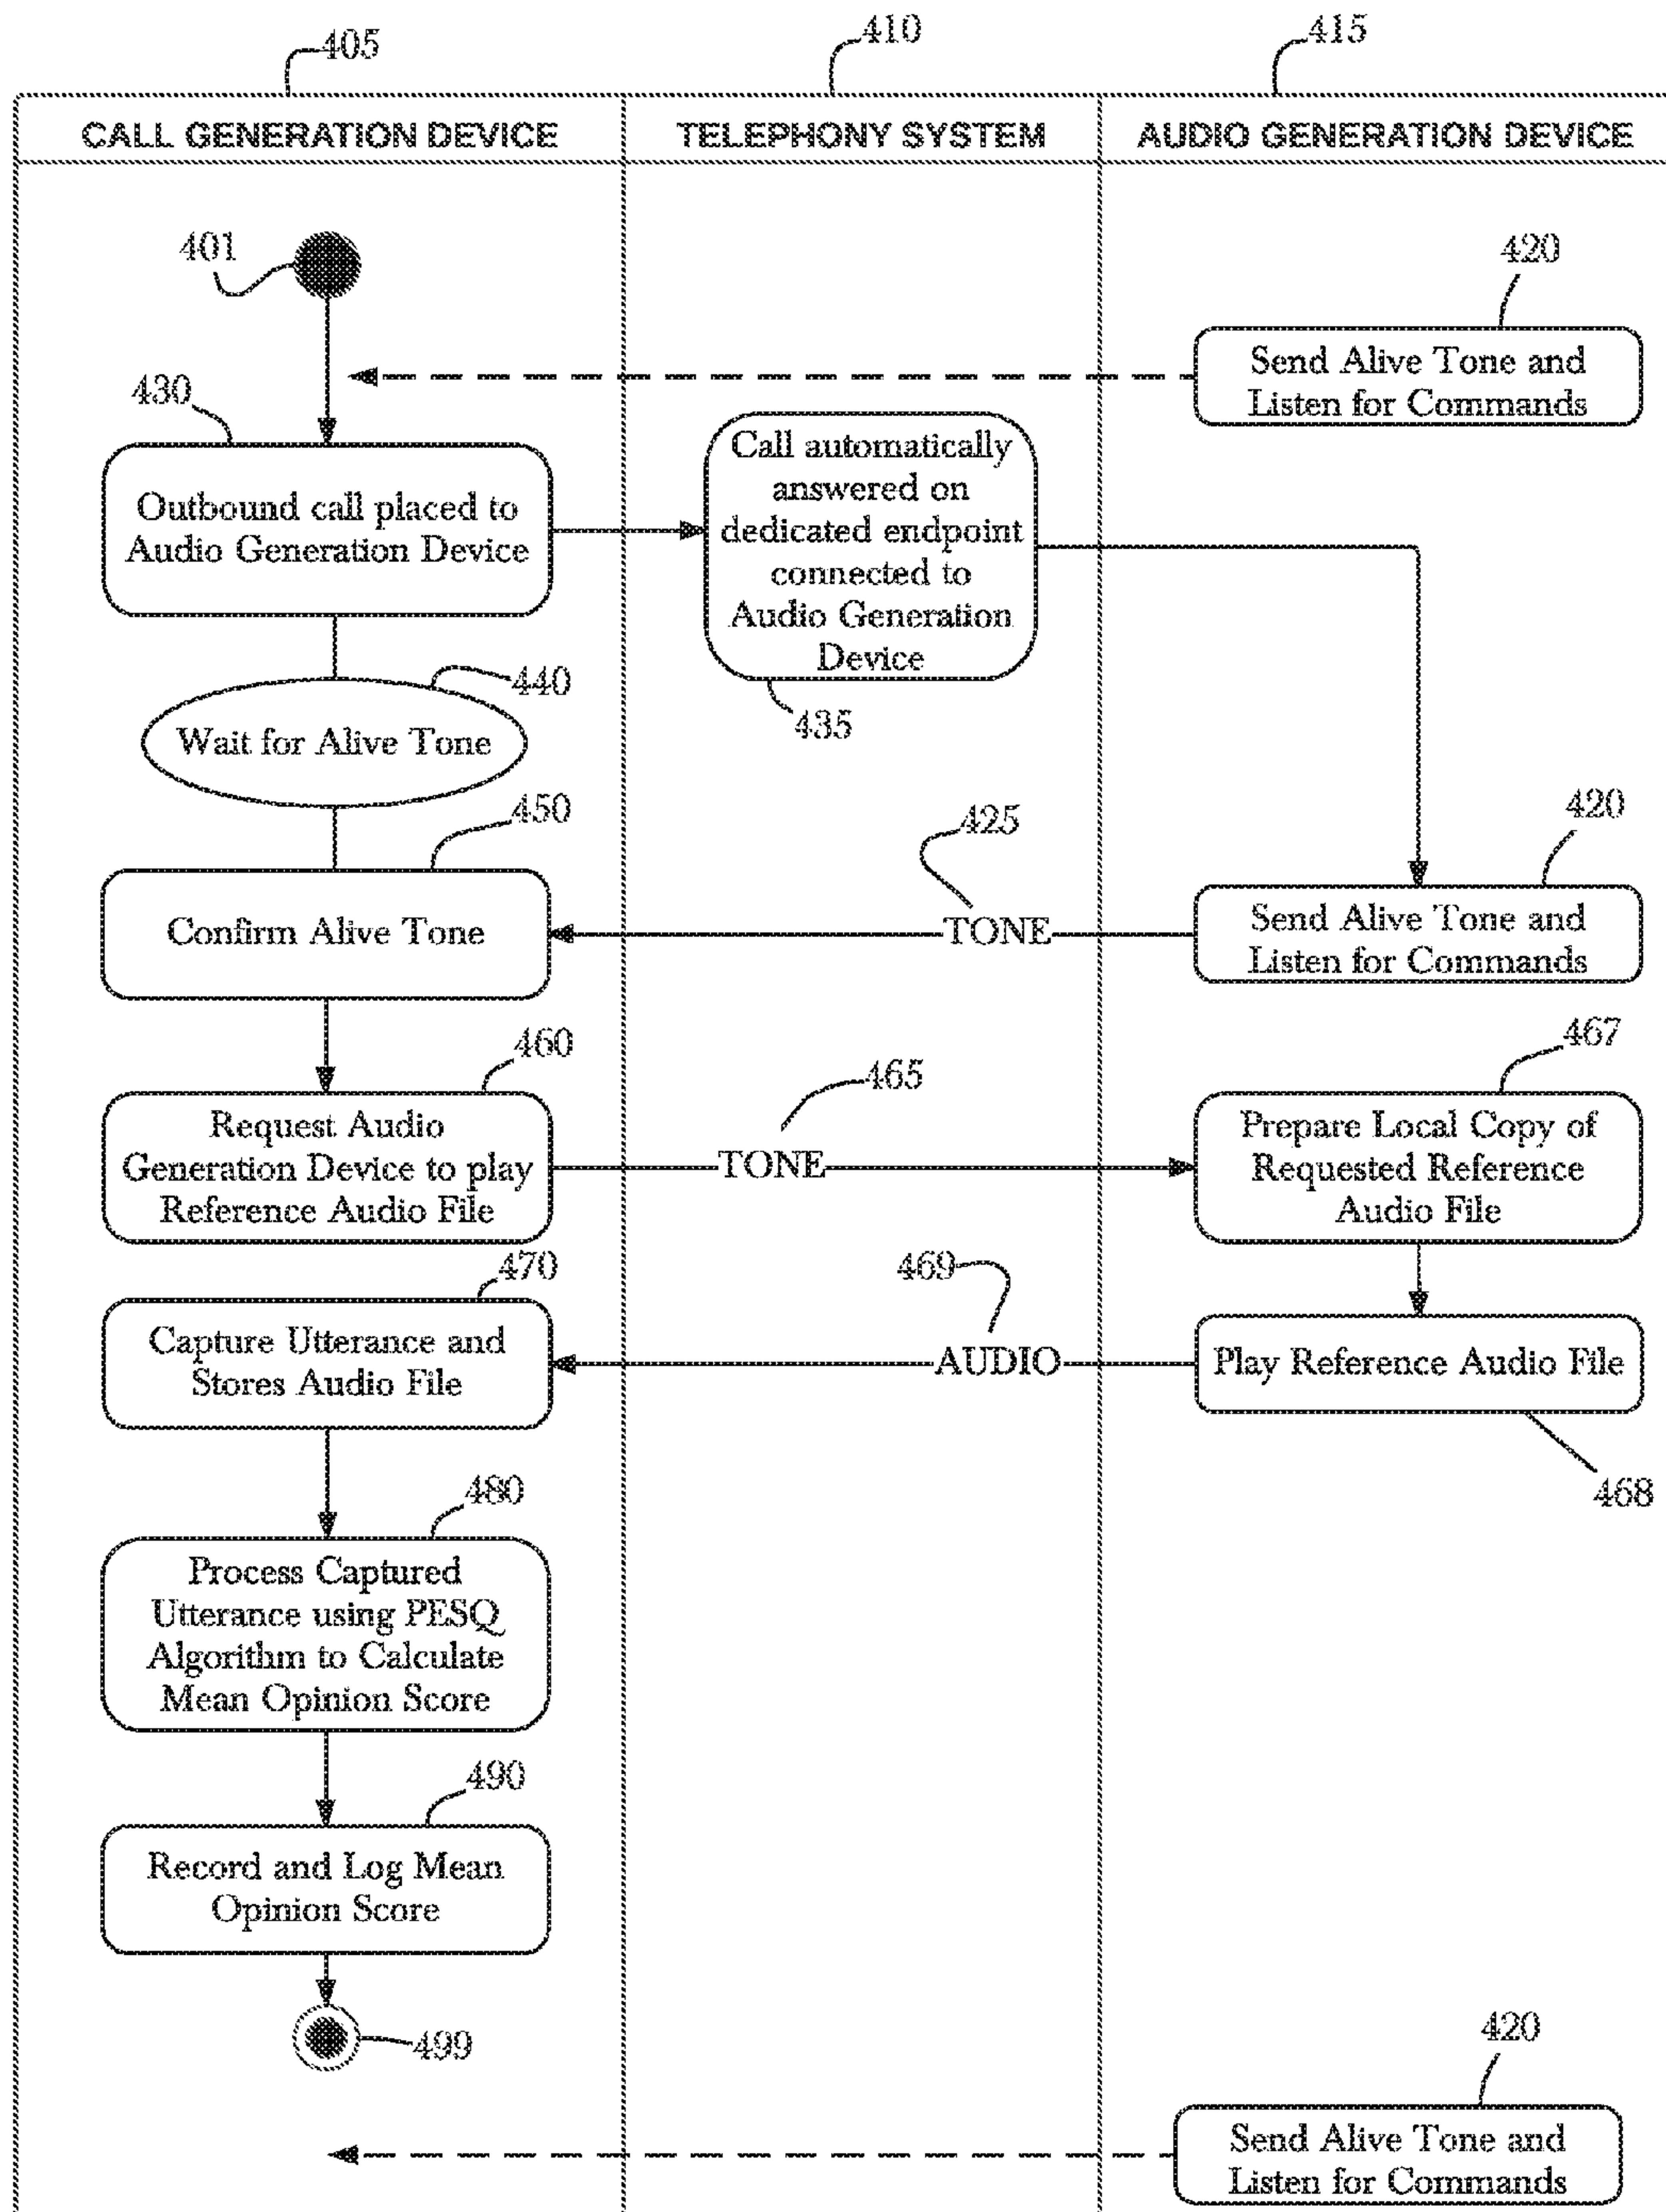 405
410
415
CALL GENERATION DEVICE
TELEPHONY SYSTEM
AUDIO GENERATION DEVICE
401
420
Send Alive Tone and
Listen for Commands
430
Outbound call placed to
Audio Generation Device
Call automatically
answered on
dedicated endpoint
connected to
Audio Generation
Device
435
440
Wait for Alive Tone
450
Confirm Alive Tone
425
TONE
420
Send Alive Tone and
Listen for Commands
460
Request Audio
Generation Device to play
Reference Audio File
465
TONE
467
Prepare Local Copy of
Requested Reference
Audio File
470
Capture Utterance and
Stores Audio File
469
AUDIO
Play Reference Audio File
468
480
Process Captured
Utterance using PESQ
Algorithm to Calculate
Mean Opinion Score
490
Record and Log Mean
Opinion Score
499
420
Send Alive Tone and
Listen for Commands